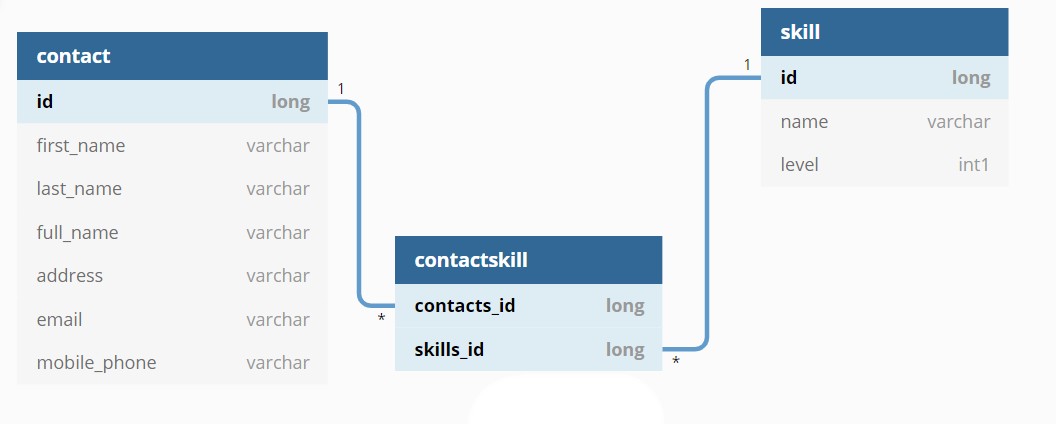 contact
id long
first_name varchar
last_name varchar
full_name varchar
address varchar
email varchar
mobile_phone varchar
1
*
contactskill
contacts_id long
skills_id long
*
1
skill
id long
name varchar
level int1